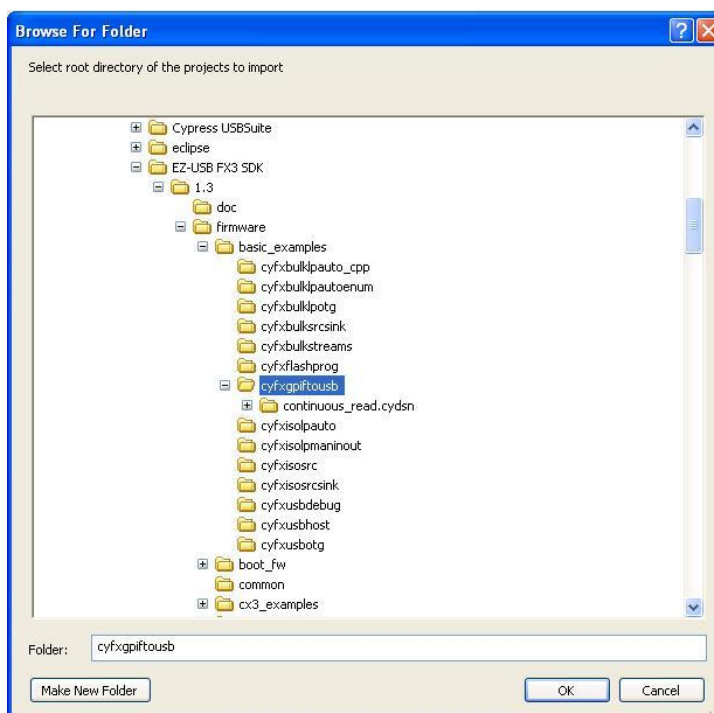 Browse For Folder
Select root directory of the projects to import
Cypress USBSuite
eclipse
EZ-USB FX3 SDK
1.3
doc
firmware
basic_examples
cyfxbulklpauto_cpp
cyfxbulklpautoenum
cyfxbulklpotg
cyfxbulksrcsink
cyfxbulkstreams
cyfxflashprog
cyfxgpiftousb
continuous_read.cydsn
cyfxisolpauto
cyfxisolpmaninout
cyfxisosrc
cyfxisosrcsink
cyfxusbdebug
cyfxusbhost
cyfxusbotg
boot_fw
common
cx3_examples
Folder: cyfxgpiftousb
Make New Folder OK Cancel